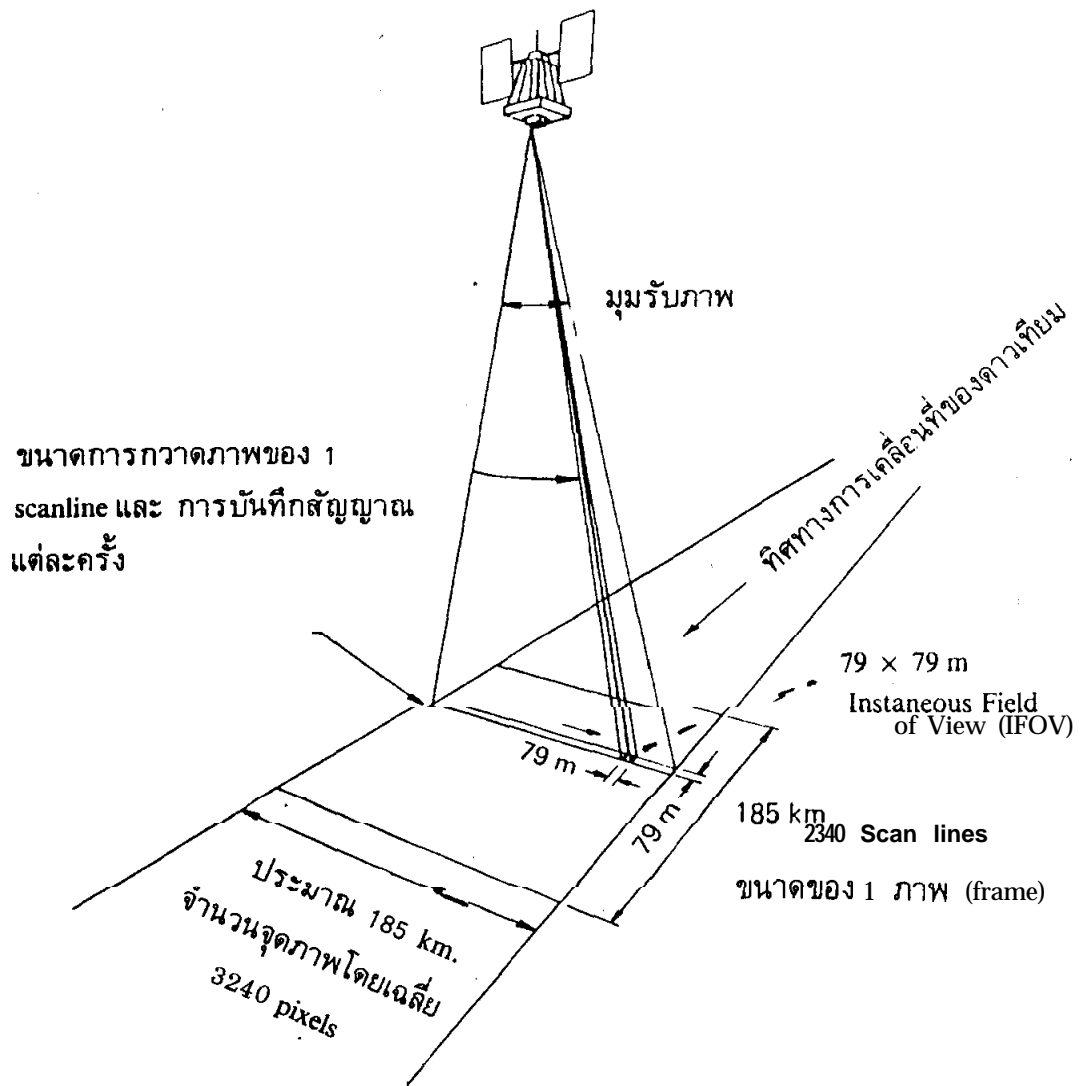 มุมรับภาพ
ทิศทางการเคลื่อนที่ของดาวเทียม
ขนาดการกวาดภาพของ 1
scanline และ การบันทึกสัญญาณ
แต่ละครั้ง
79 × 79 m
Instaneous Field
of View (IFOV)
79 m
79 m
185 km
2340 Scan lines
ขนาดของ 1 ภาพ (frame)
ประมาณ 185 km.
จำนวนจุดภาพโดยเฉลี่ย
3240 pixels